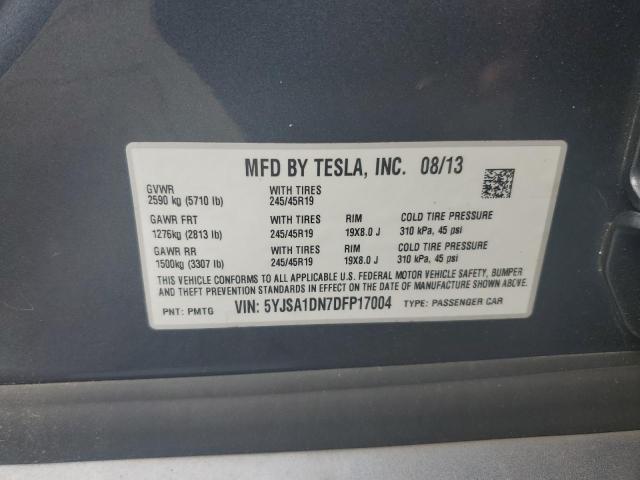 MFD BY TESLA, INC. 08/13
GVWR WITH TIRES
2590 kg (5710 lb) 245/45R19
GAWR FRT WITH TIRES RIM COLD TIRE PRESSURE
1276kg (2813 lb) 245/45R19 19X8.0 J 310 kPa, 45 psi
GAWR RR WITH TIRES RIM COLD TIRE PRESSURE
1500kg (3307 lb) 245/45R19 19X8.0 J 310 kPa, 45 psi
THIS VEHICLE CONFORMS TO ALL APPLICABLE U.S. FEDERAL MOTOR VEHICLE SAFETY, BUMPER
AND THEFT PREVENTION STANDARDS IN EFFECT ON THE DATE OF MANUFACTURE SHOWN ABOVE.
PNT: PMTG VIN: 5YJSA1DN7DFP17004 TYPE: PASSENGER CAR